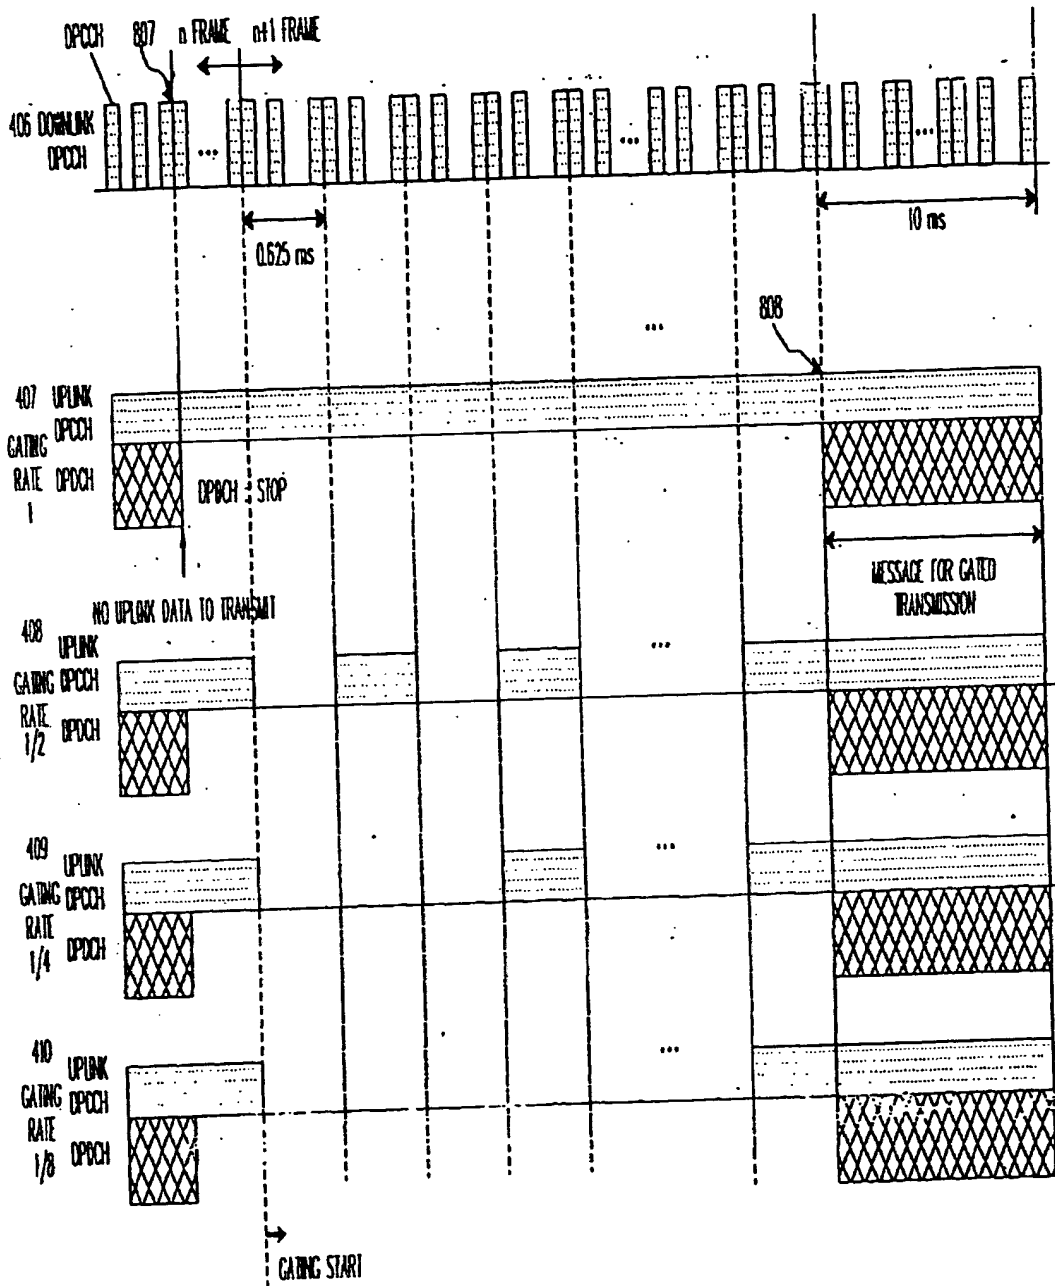 DPCCH 807 n FRAME n+1 FRAME
406 DOWNLINK
DPCCH
...
...
...
0.625 ms
10 ms
...
808
407 UPLINK
DPCCH
GATING
RATE DPDCH
1
DPDCH : STOP
NO UPLINK DATA TO TRANSMIT
MESSAGE FOR GATED
TRANSMISSION
408 UPLINK
GATING DPCCH
RATE
1/2 DPDCH
...
409 UPLINK
GATING DPCCH
RATE
1/4 DPDCH
...
410 UPLINK
GATING DPCCH
RATE
1/8 DPDCH
...
GATING START